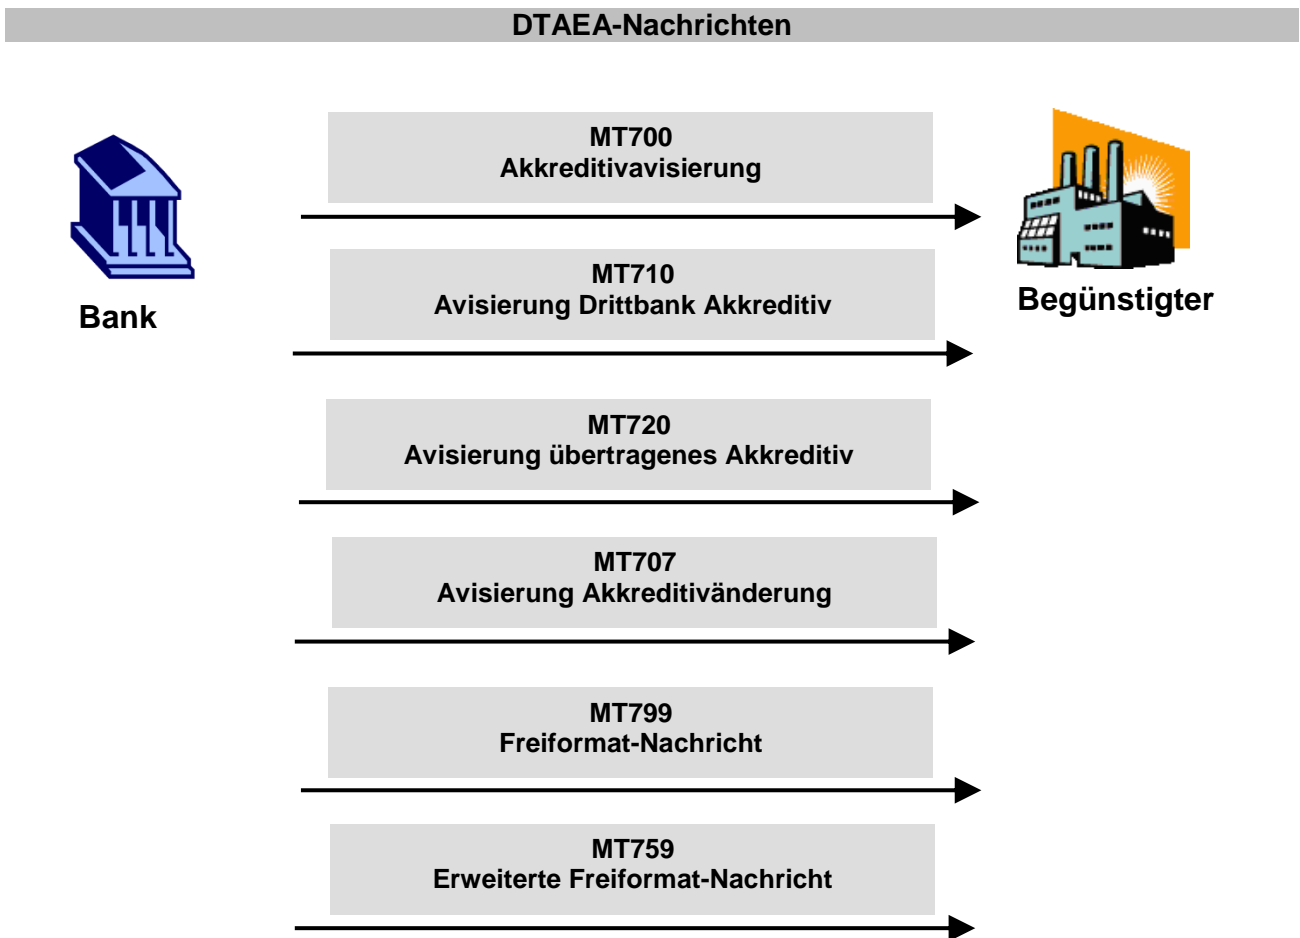 DTAEA-Nachrichten
MT700
Akkreditivavisierung
Bank
Begünstigter
MT710
Avisierung Drittbank Akkreditiv
MT720
Avisierung übertragenes Akkreditiv
MT707
Avisierung Akkreditivänderung
MT799
Freiformat-Nachricht
MT759
Erweiterte Freiformat-Nachricht